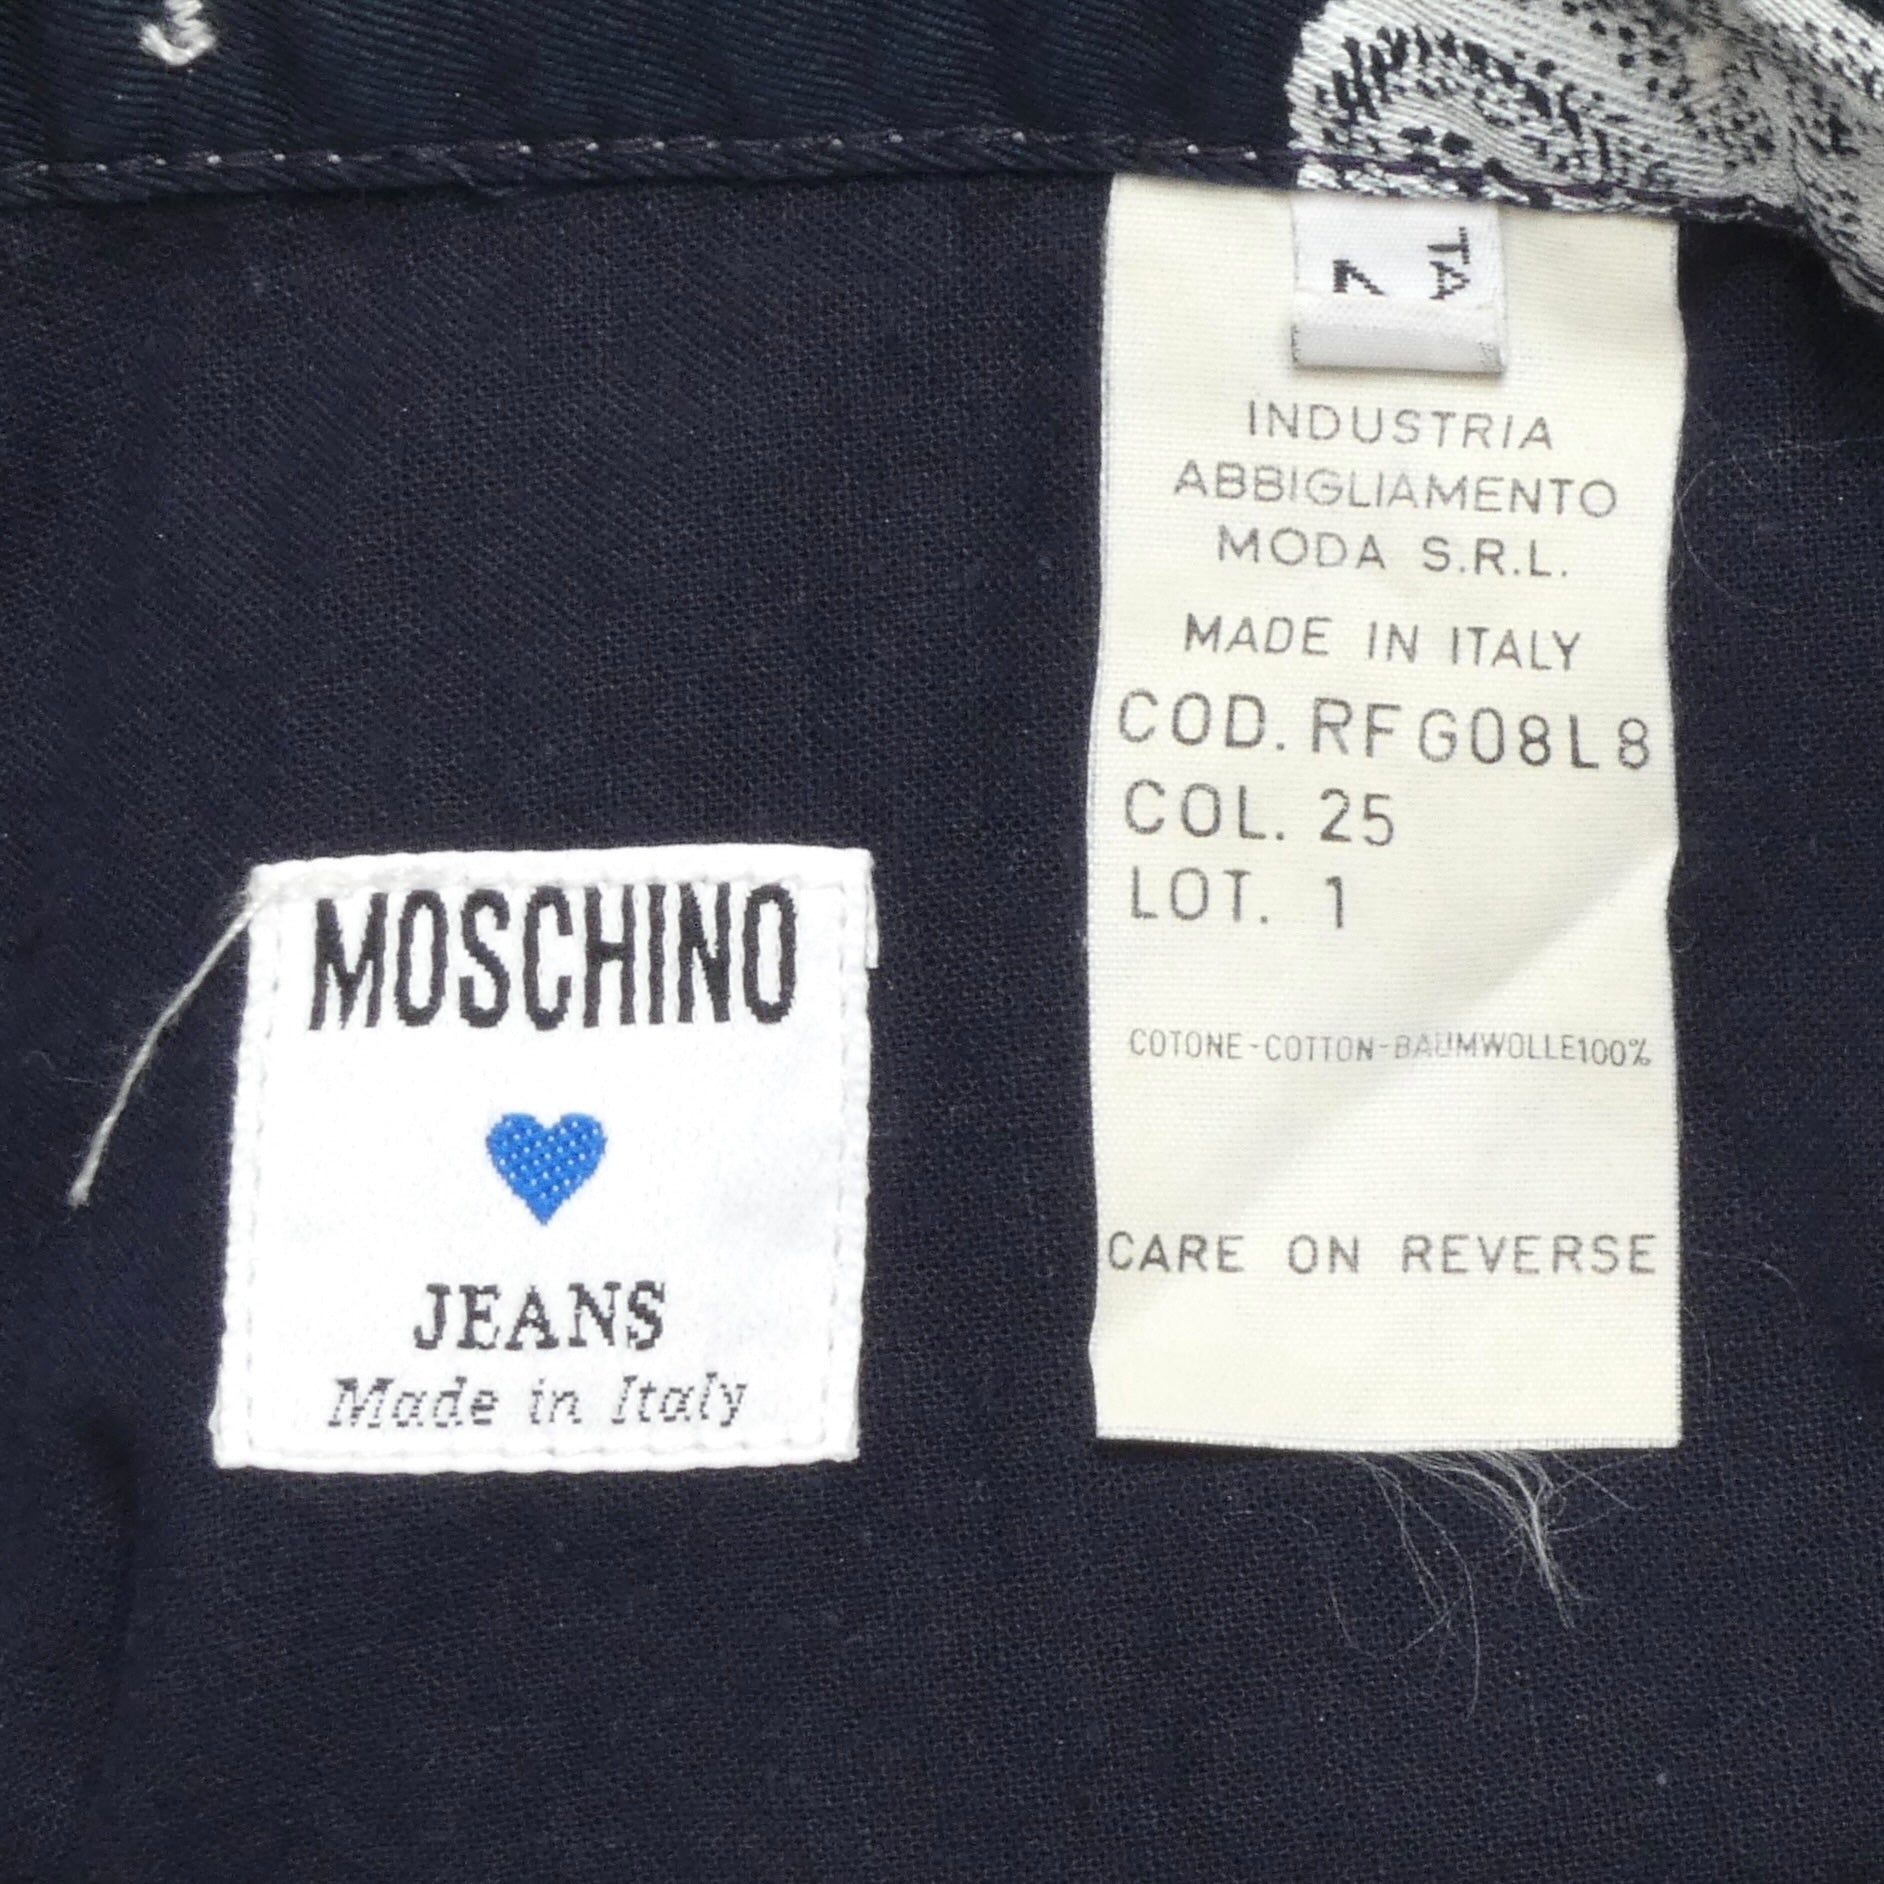 TA
INDUSTRIA
ABBIGLIAMENTO
MODA S.R.L.
MADE IN ITALY
COD. RFG08L8
COL. 25
LOT. 1
COTONE-COTTON-BAUMWOLLE100%
CARE ON REVERSE
MOSCHINO
JEANS
Made in Italy